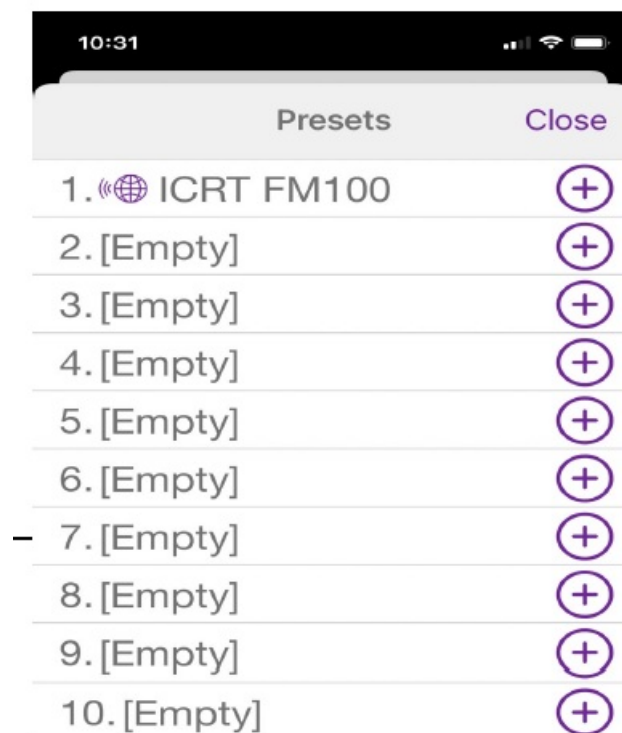 10:31
Presets Close
1. ICRT FM100
2. [Empty]
3. [Empty]
4. [Empty]
5. [Empty]
6. [Empty]
7. [Empty]
8. [Empty]
9. [Empty]
10. [Empty]